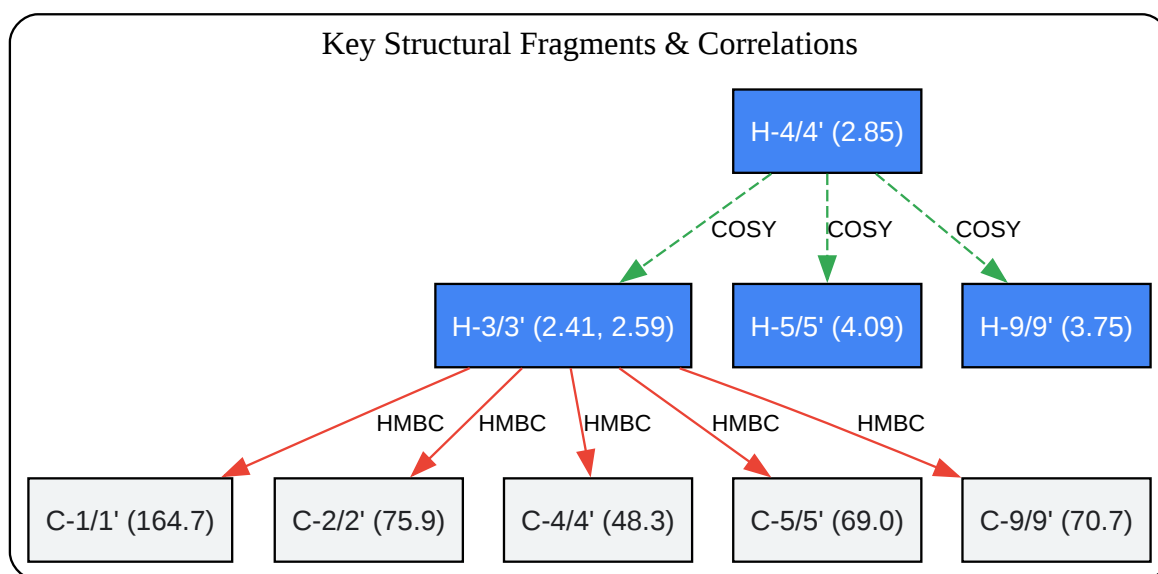 Key Structural Fragments & Correlations
H-4/4' (2.85)
COSY
COSY
COSY
H-3/3' (2.41, 2.59)
H-5/5' (4.09)
H-9/9' (3.75)
HMBC
HMBC
HMBC
HMBC
HMBC
C-1/1' (164.7)
C-2/2' (75.9)
C-4/4' (48.3)
C-5/5' (69.0)
C-9/9' (70.7)